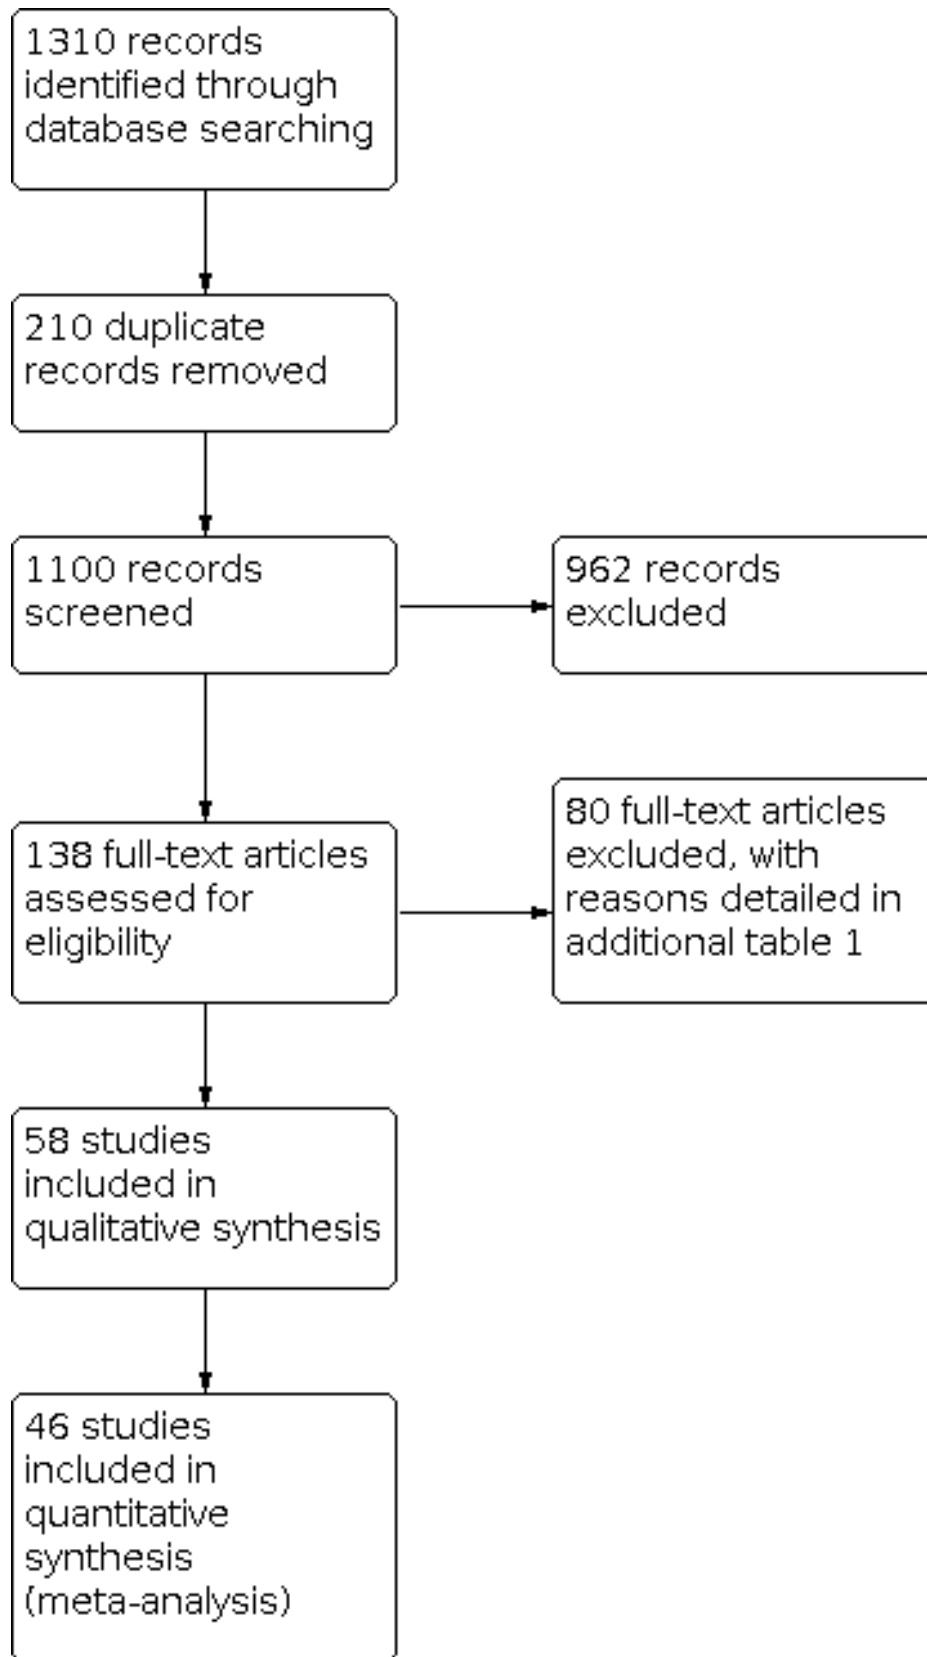 1310 records
identified through
database searching
210 duplicate
records removed
1100 records
screened
962 records
excluded
138 full-text articles
assessed for
eligibility
80 full-text articles
excluded, with
reasons detailed in
additional table 1
58 studies
included in
qualitative synthesis
46 studies
included in
quantitative
synthesis
(meta-analysis)